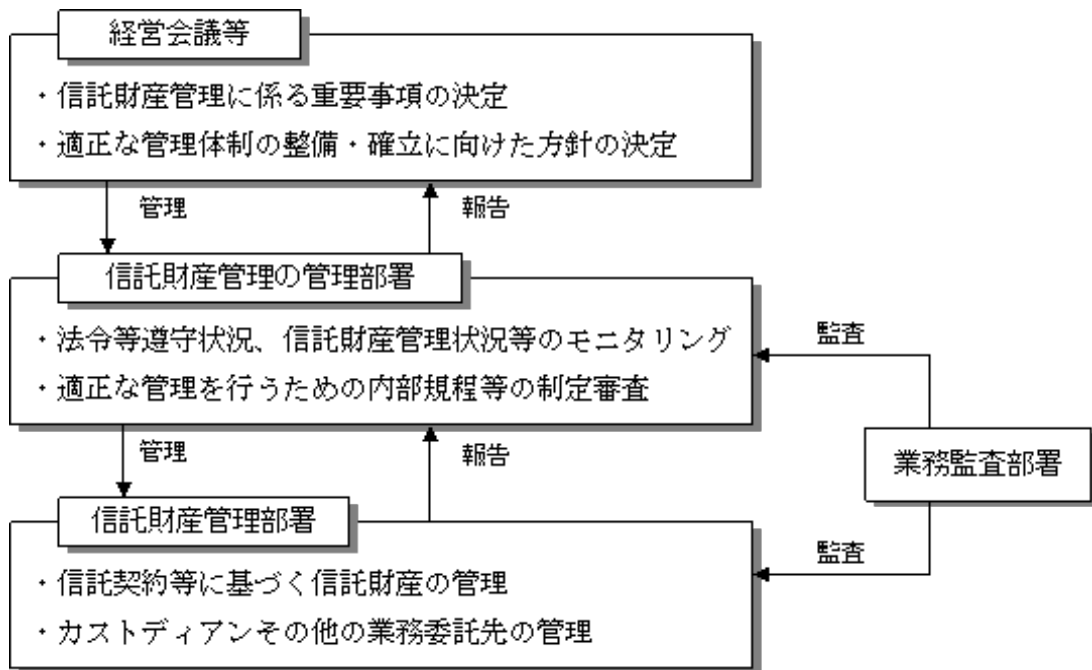 経営会議等
・信託財産管理に係る重要事項の決定
・適正な管理体制の整備・確立に向けた方針の決定
管理
報告
信託財産管理の管理部署
・法令等遵守状況、信託財産管理状況等のモニタリング
・適正な管理を行うための内部規程等の制定審査
監査
管理
報告
業務監査部署
信託財産管理部署
・信託契約等に基づく信託財産の管理
・カストディアンその他の業務委託先の管理
監査